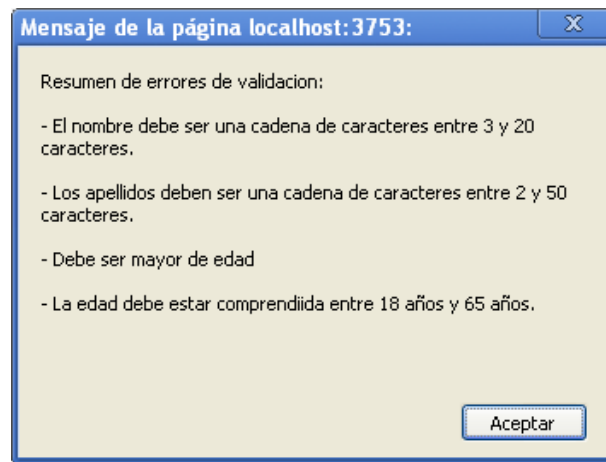 Mensaje de la página localhost:3753:
X
Resumen de errores de validacion:
- El nombre debe ser una cadena de caracteres entre 3 y 20
caracteres.
- Los apellidos deben ser una cadena de caracteres entre 2 y 50
caracteres.
- Debe ser mayor de edad
- La edad debe estar comprendiida entre 18 años y 65 años.
Aceptar